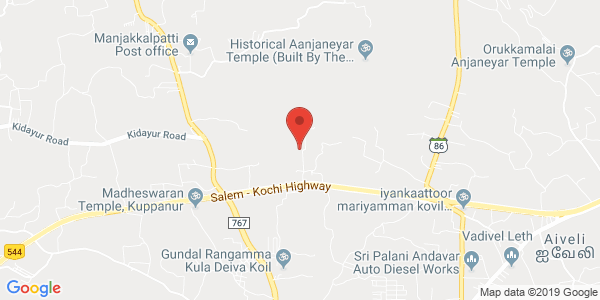 Manjakkalpatti
Post office
Historical Aanjaneyar
Temple (Built By The...
Orukkamalai
Anjaneyar Temple
Kidayur Road
Kidayur Road
86
Madheswaran
Temple, Kuppanur
Salem - Kochi Highway
iyankaattoor
mariyamman kovil...
767
544
Gundal Rangamma
Kula Deiva Koil
Sri Palani Andavar
Auto Diesel Works
Vadivel Leth
Aiveli
ஐவேலி
Google
Map data ©2019 Google